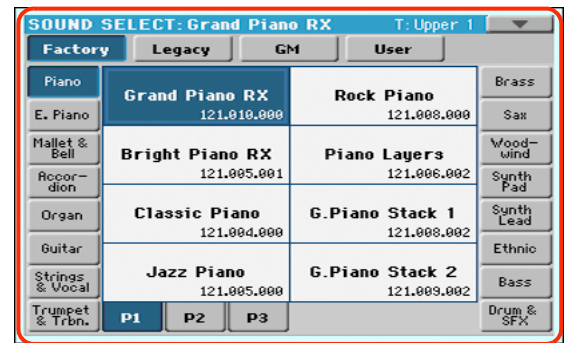 SOUND SELECT: Grand Piano RX T: Upper 1
Factory Legacy GM User
Piano
E. Piano
Mallet &
Bell
Accor-
dion
Organ
Guitar
Strings
& Vocal
Trumpet
& Trbn.
Grand Piano RX
121.010.000
Rock Piano
121.008.000
Bright Piano RX
121.005.001
Piano Layers
121.006.002
Classic Piano
121.004.000
G.Piano Stack 1
121.008.002
Jazz Piano
121.005.000
G.Piano Stack 2
121.009.002
P1 P2 P3
Brass
Sax
Wood-
wind
Synth
Pad
Synth
Lead
Ethnic
Bass
Drum &
SFX